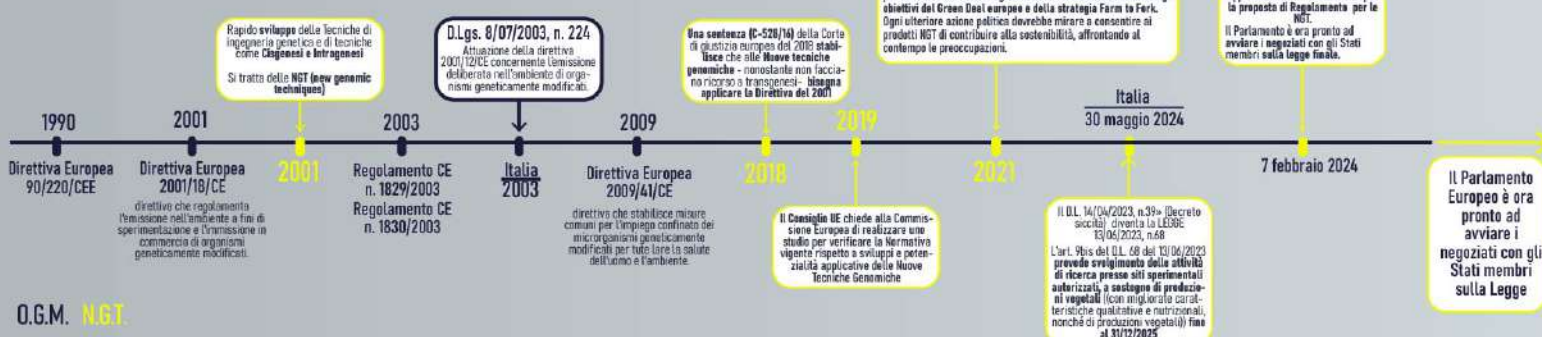 obiettivi del Green Deal europeo e della strategia Farm to Fork.
Ogni ulteriore azione politica dovrebbe mirare a consentire ai
prodotti NGT di contribuire alla sostenibilità, affrontando al
contempo le preoccupazioni.
la proposta di Regolamento per le
NGT.
Il Parlamento è ora pronto ad
avviare i negoziati con gli Stati
membri sulla legge finale.
Rapido sviluppo delle Tecniche di
ingegneria genetica e di tecniche
come Cisgenesi e Intragenesi
Si tratta delle NGT (new genomic
techniques)
D.Lgs. 8/07/2003, n. 224
Attuazione della direttiva
2001/12/CE concernente l'emissione
deliberata nell'ambiente di orga-
nismi geneticamente modificati.
Una sentenza (C-528/16) della Corte
di giustizia europea del 2018 stabi-
lisce che alle Nuove tecniche
genomiche - nonostante non faccia-
no ricorso a transgenesi- bisogna
applicare la Direttiva del 2001
Italia
30 maggio 2024
1990
2001
2003
2009
2019
Direttiva Europea
90/220/CEE
Direttiva Europea
2001/18/CE
direttiva che regolamenta
l'emissione nell'ambiente a fini di
sperimentazione e l'immissione in
commercio di organismi
geneticamente modificati.
2001
Regolamento CE
n. 1829/2003
Regolamento CE
n. 1830/2003
Italia
2003
Direttiva Europea
2009/41/CE
direttiva che stabilisce misure
comuni per l'impiego confinato dei
microrganismi geneticamente
modificati per tute lare la salute
dell'uomo e l'ambiente.
2018
Il Consiglio UE chiede alla Commis-
sione Europea di realizzare uno
studio per verificare la Normativa
vigente rispetto a sviluppi e poten-
zialità applicative delle Nuove
Tecniche Genomiche
2021
Il D.L. 14/04/2023, n.39» (Decreto
siccità) diventa la LEGGE
13/06/2023, n.68
L'art. 9bis del D.L. 68 del 13/06/2023
prevede svolgimento delle attività
di ricerca presso siti sperimentali
autorizzati, a sostegno di produzio-
ni vegetali ((con migliorate carat-
teristiche qualitative e nutrizionali,
nonché di produzioni vegetali)) fino
al 31/12/2025
7 febbraio 2024
Il Parlamento
Europeo è ora
pronto ad
avviare i
negoziati con gli
Stati membri
sulla Legge
O.G.M. N.G.T.